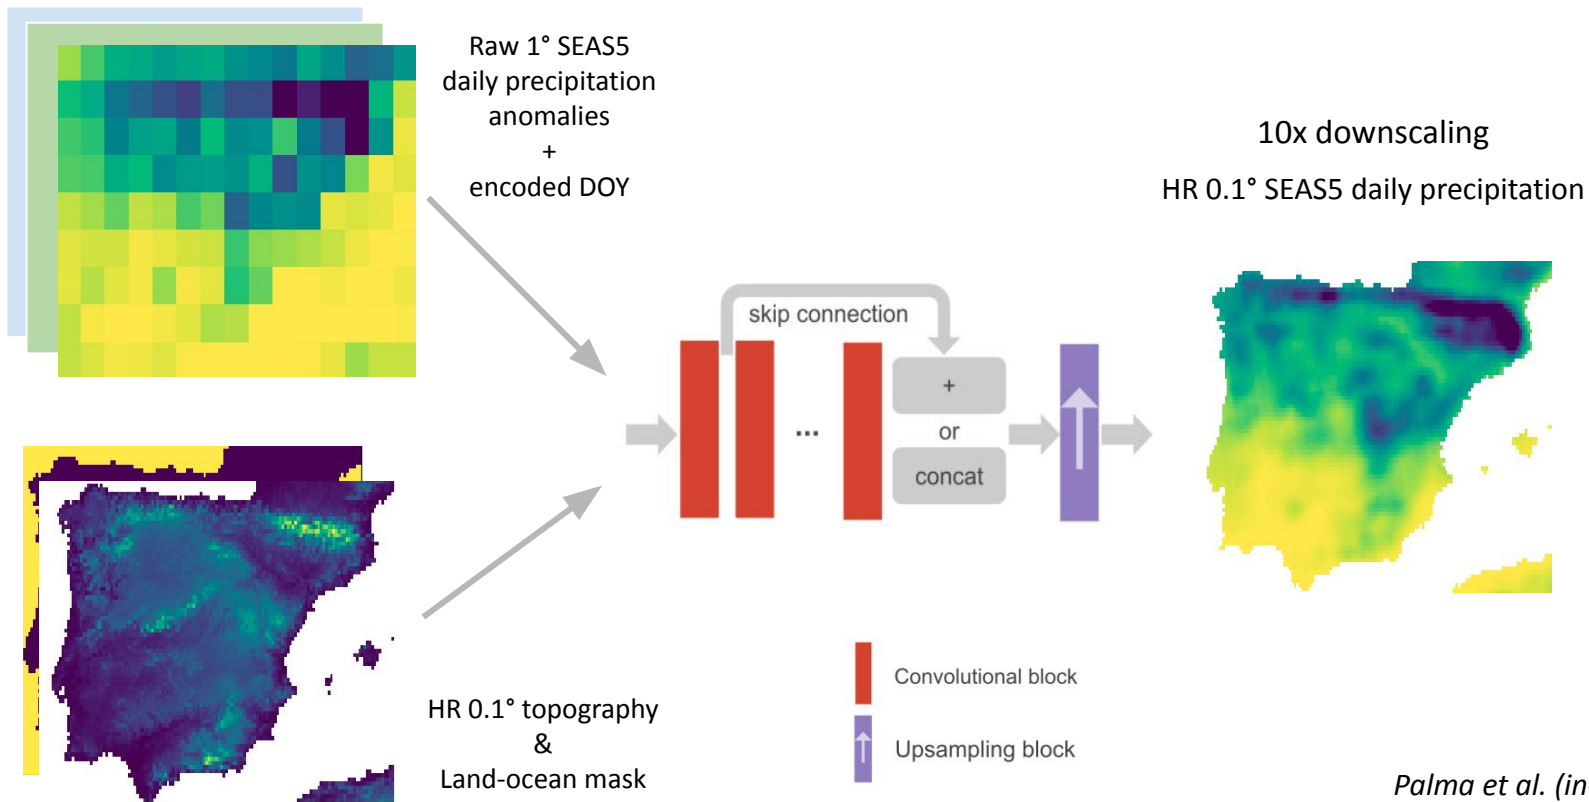 Raw 1° SEAS5
daily precipitation
anomalies
+
encoded DOY
10x downscaling
HR 0.1° SEAS5 daily precipitation
skip connection
+
...
or
concat
HR 0.1° topography
&
Land-ocean mask
Convolutional block
Upsampling block
Palma et al. (in